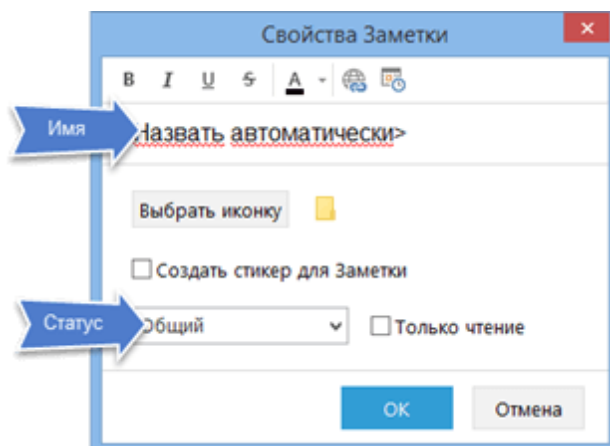 Свойства Заметки
B I U S A
Имя
Назвать автоматически>
Выбрать иконку
Создать стикер для Заметки
Статус
Общий
Только чтение
OK
Отмена